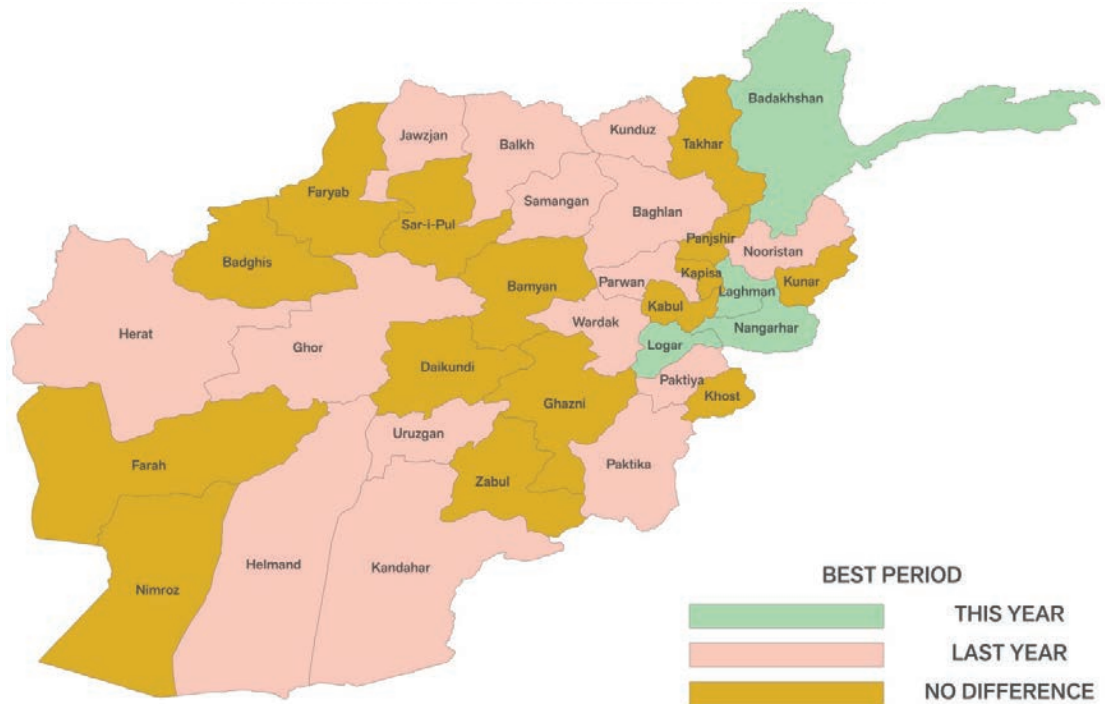 Badakhshan
Jawzjan
Balkh
Kunduz
Takhar
Faryab
Samangan
Baghlan
Sar-i-Pul
Panjshir
Nooristan
Badghis
Kapisa
Kunar
Bamyan
Parwan
Laghman
Kabul
Herat
Wardak
Nangarhar
Ghor
Logar
Daikundi
Paktiya
Ghazni
Khost
Uruzgan
Farah
Paktika
Zabul
Helmand
Kandahar
Nimroz
BEST PERIOD
THIS YEAR
LAST YEAR
NO DIFFERENCE